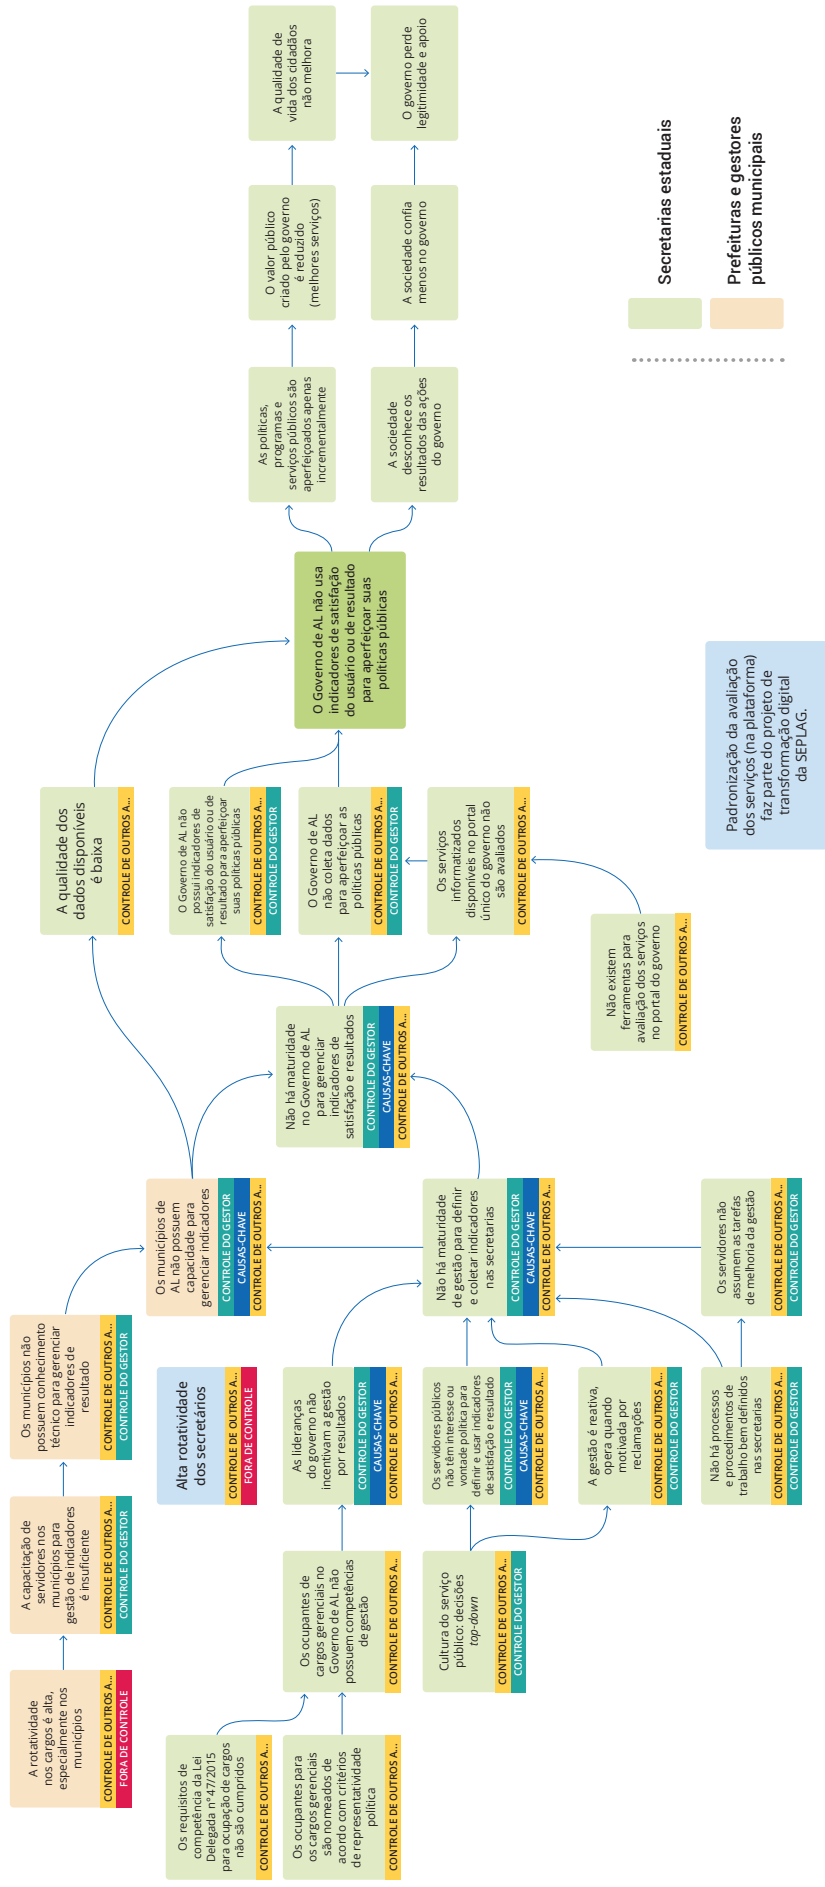 A rotatividade
nos cargos é alta,
especialmente nos
municípios
CONTROLE DE OUTROS A...
FORA DE CONTROLE
A capacitação de
servidores nos
municípios para
gestão de indicadores
é insuficiente
CONTROLE DE OUTROS A...
CONTROLE DO GESTOR
Os municípios não
possuem conhecimento
técnico para gerenciar
indicadores de
resultado
CONTROLE DE OUTROS A...
CONTROLE DO GESTOR
Os municípios de
AL não possuem
capacidade para
gerenciar indicadores
CONTROLE DO GESTOR
CAUSAS-CHAVE
CONTROLE DE OUTROS A...
A qualidade dos
dados disponíveis
é baixa
CONTROLE DE OUTROS A...
Alta rotatividade
dos secretários
CONTROLE DE OUTROS A...
FORA DE CONTROLE
Os requisitos de
competência da Lei
Delegada nº 47/2015
para ocupação de cargos
não são cumpridos
CONTROLE DE OUTROS A...
Os ocupantes para
os cargos gerenciais
são nomeados de
acordo com critérios
de representatividade
política
CONTROLE DE OUTROS A...
Os ocupantes de
cargos gerenciais no
Governo de AL não
possuem competências
de gestão
CONTROLE DE OUTROS A...
As lideranças
do governo não
incentivam a gestão
por resultados
CONTROLE DO GESTOR
CAUSAS-CHAVE
CONTROLE DE OUTROS A...
Cultura do serviço
público: decisões
top-down
CONTROLE DE OUTROS A...
CONTROLE DO GESTOR
Os servidores públicos
não têm interesse ou
vontade política para
definir e usar indicadores
de satisfação e resultado
CONTROLE DO GESTOR
CAUSAS-CHAVE
CONTROLE DE OUTROS A...
A gestão é reativa,
opera quando
motivada por
reclamações
CONTROLE DE OUTROS A...
CONTROLE DO GESTOR
Não há processos
e procedimentos de
trabalho bem definidos
nas secretarias
CONTROLE DE OUTROS A...
CONTROLE DO GESTOR
Não há maturidade
de gestão para definir
e coletar indicadores
nas secretarias
CONTROLE DO GESTOR
CAUSAS-CHAVE
CONTROLE DE OUTROS A...
Os servidores não
assumem as tarefas
de melhoria da gestão
CONTROLE DE OUTROS A...
CONTROLE DO GESTOR
Não há maturidade
no Governo de AL
para gerenciar
indicadores de
satisfação e resultados
CONTROLE DO GESTOR
CAUSAS-CHAVE
CONTROLE DE OUTROS A...
Não existem
ferramentas para
avaliação dos serviços
no portal do governo
CONTROLE DE OUTROS A...
O Governo de AL não
possui indicadores de
satisfação do usuário ou de
resultado para aperfeiçoar
suas políticas públicas
CONTROLE DE OUTROS A...
CONTROLE DO GESTOR
O Governo de AL
não coleta dados
para aperfeiçoar as
políticas públicas
CONTROLE DE OUTROS A...
CONTROLE DO GESTOR
Os serviços
informatizados
disponíveis no portal
único do governo não
são avaliados
CONTROLE DE OUTROS A...
Padronização da avaliação
dos serviços (na plataforma)
faz parte do projeto de
transformação digital
da SEPLAG.
O Governo de AL não usa
indicadores de satisfação
do usuário ou de resultado
para aperfeiçoar suas
políticas públicas
As políticas,
programas e
serviços públicos são
aperfeiçoados apenas
incrementalmente
O valor público
criado pelo governo
é reduzido
(melhores serviços)
A qualidade de
vida dos cidadãos
não melhora
A sociedade
desconhece os
resultados das ações
do governo
A sociedade confia
menos no governo
O governo perde
legitimidade e apoio
Secretarias estaduais
Prefeituras e gestores
públicos municipais